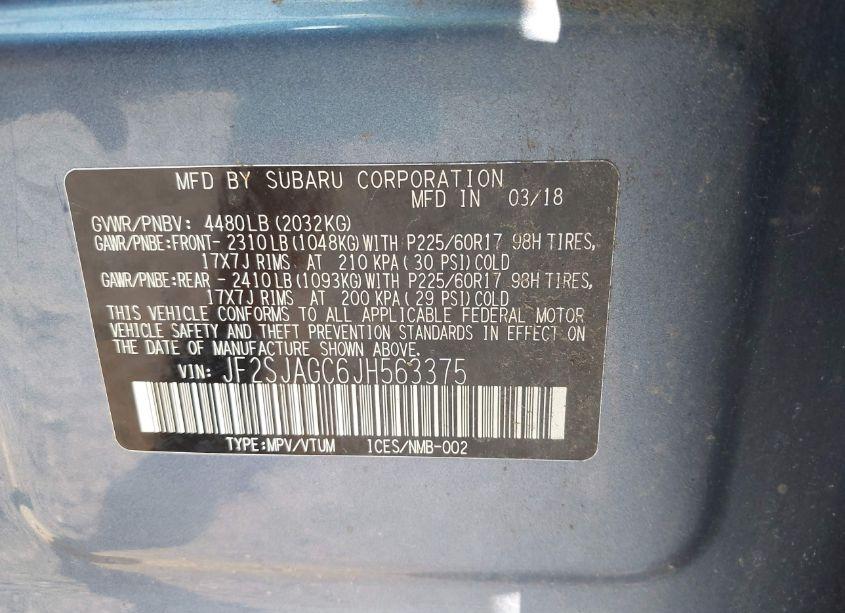 MFD BY SUBARU CORPORATION
MFD IN 03/18
GVWR/PNBV: 4480LB(2032KG)
GAWR/PNBE:FRONT- 2310LB(1048KG)WITH P225/60R17 98H TIRES,
17X7J RIMS AT 210 KPA(30 PSI)COLD
GAWR/PNBE:REAR - 2410LB(1093KG)WITH P225/60R17 98H TIRES,
17X7J RIMS AT 200 KPA(29 PSI)COLD
THIS VEHICLE CONFORMS TO ALL APPLICABLE FEDERAL MOTOR
VEHICLE SAFETY AND THEFT PREVENTION STANDARDS IN EFFECT ON
THE DATE OF MANUFACTURE SHOWN ABOVE.
VIN: JF2SJAGC6JH563375
TYPE:MPV/VTUM ICES/NMB-002